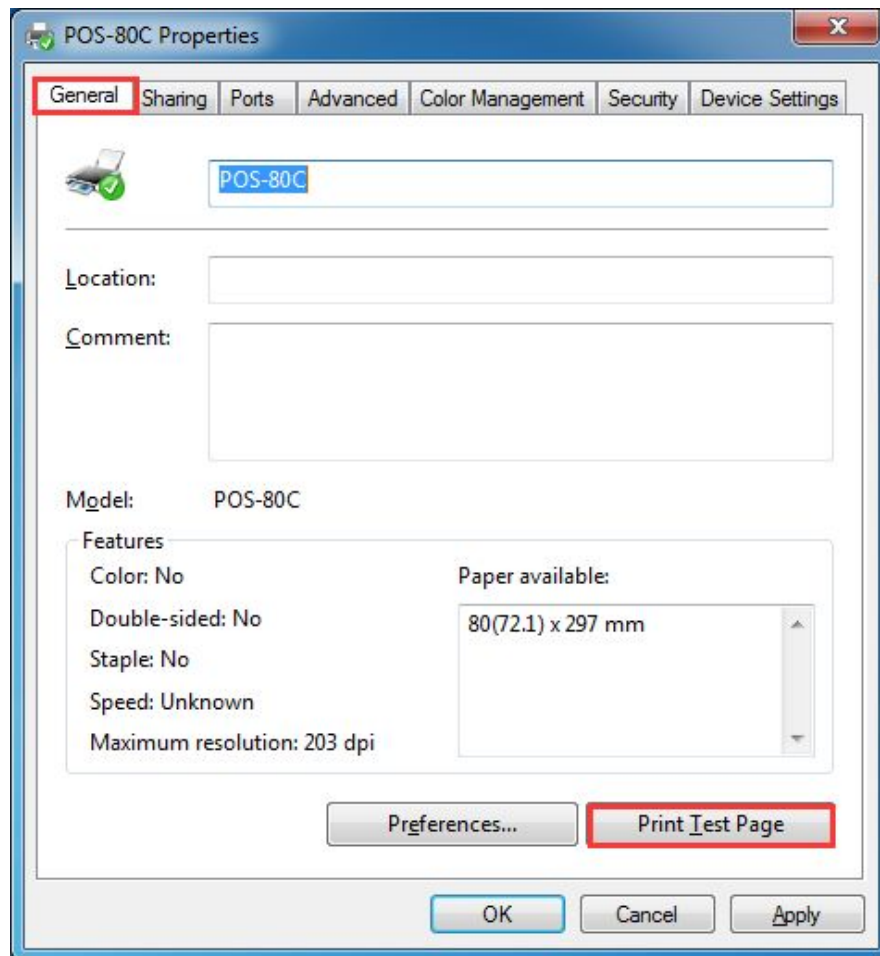 POS-80C Properties
General Sharing Ports Advanced Color Management Security Device Settings
POS-80C
Location:
Comment:
Model: POS-80C
Features
Color: No
Paper available:
Double-sided: No
80(72.1) x 297 mm
Staple: No
Speed: Unknown
Maximum resolution: 203 dpi
Preferences... Print Test Page
OK Cancel Apply